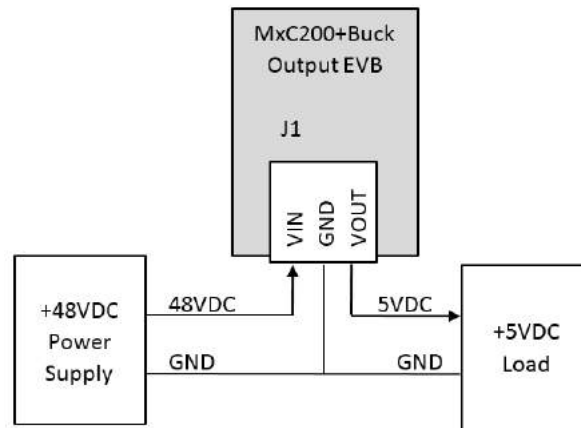 MxC200+Buck
Output EVB
J1
VIN
GND
VOUT
+48VDC
Power
Supply
48VDC
GND
5VDC
GND
+5VDC
Load